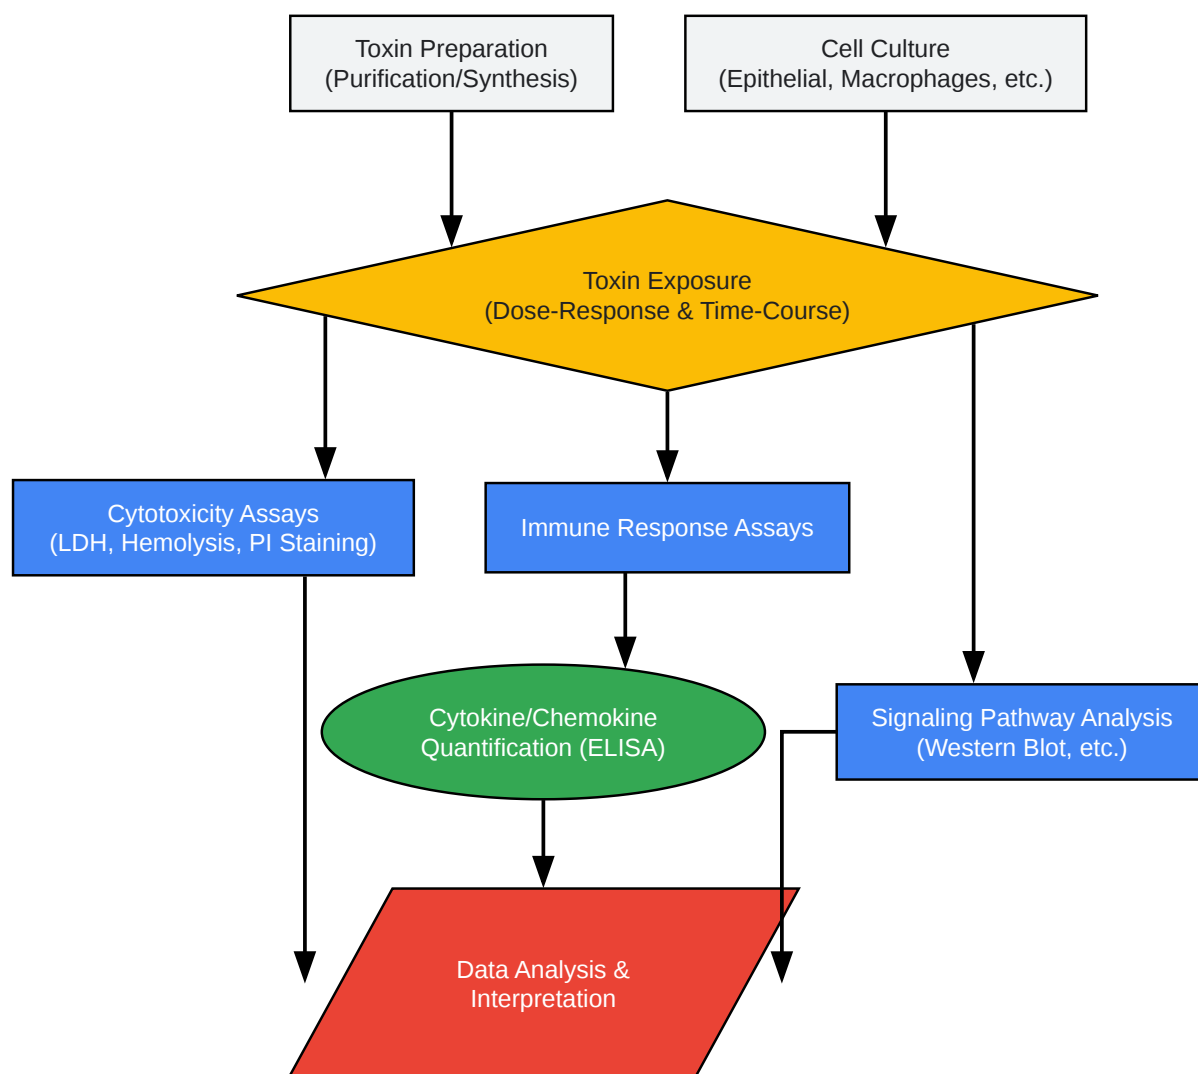 Toxin Preparation
(Purification/Synthesis)
Cell Culture
(Epithelial, Macrophages, etc.)
Toxin Exposure
(Dose-Response & Time-Course)
Cytotoxicity Assays
(LDH, Hemolysis, PI Staining)
Immune Response Assays
Cytokine/Chemokine
Quantification (ELISA)
Signaling Pathway Analysis
(Western Blot, etc.)
Data Analysis &
Interpretation